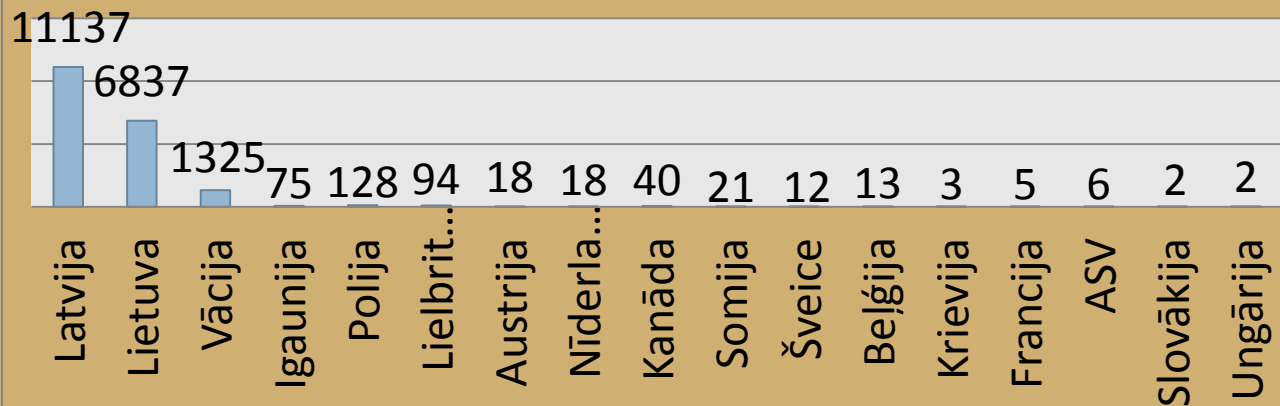 11137
6837
1325
75
128
94
18
18
40
21
12
13
3
5
6
2
2
Latvija
Lietuva
Vācija
Igaunija
Polija
Lielbrit...
Austrija
Nīderla...
Kanāda
Somija
Šveice
Beļģija
Krievija
Francija
ASV
Slovākija
Ungārija